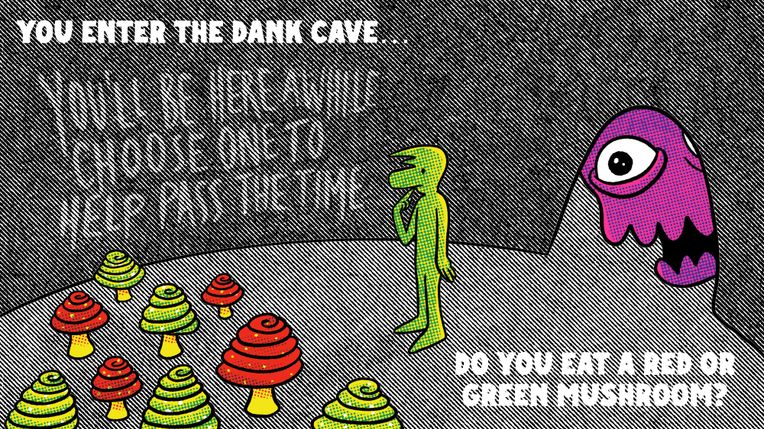 YOU ENTER THE DANK CAVE...
YOU'LL BE HERE AWHILE
CHOOSE ONE TO
HELP PASS THE TIME
DO YOU EAT A RED OR
GREEN MUSHROOM?